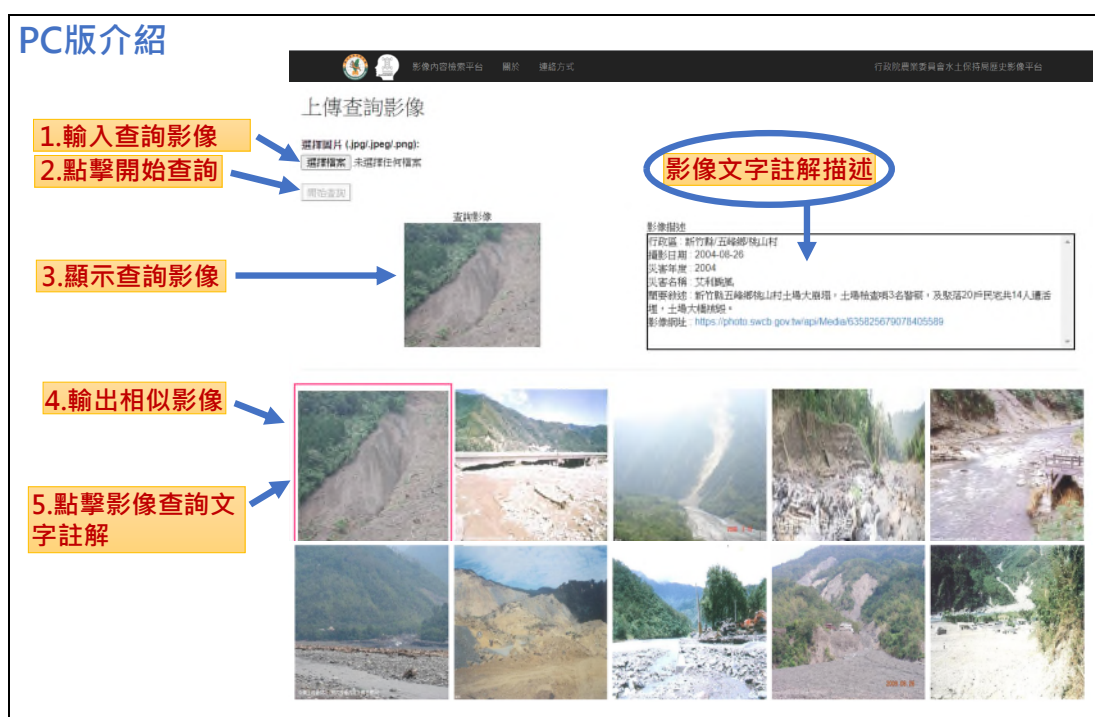 PC版介紹
影像內容檢索平台 關於 連絡方式 行政院農業委員會水土保持局歷史影像平台
上傳查詢影像
1.輸入查詢影像
選擇圖片 (.jpg/.jpeg/.png):
選擇檔案 未選擇任何檔案
2.點擊開始查詢
開始查詢
影像文字註解描述
查詢影像
影像描述
行政區 : 新竹縣/五峰鄉/桃山村
攝影日期 : 2004-08-26
災害年度 : 2004
災害名稱 : 艾利颱風
簡要敘述 : 新竹縣五峰鄉桃山村土場大崩塌，土場檢查哨3名警察，及聚落20戶民宅共14人遭活
埋，土場大橋沖毀。
影像網址 : https://photo.swcb.gov.tw/api/Media/635825679078405589
3.顯示查詢影像
4.輸出相似影像
5.點擊影像查詢文
字註解